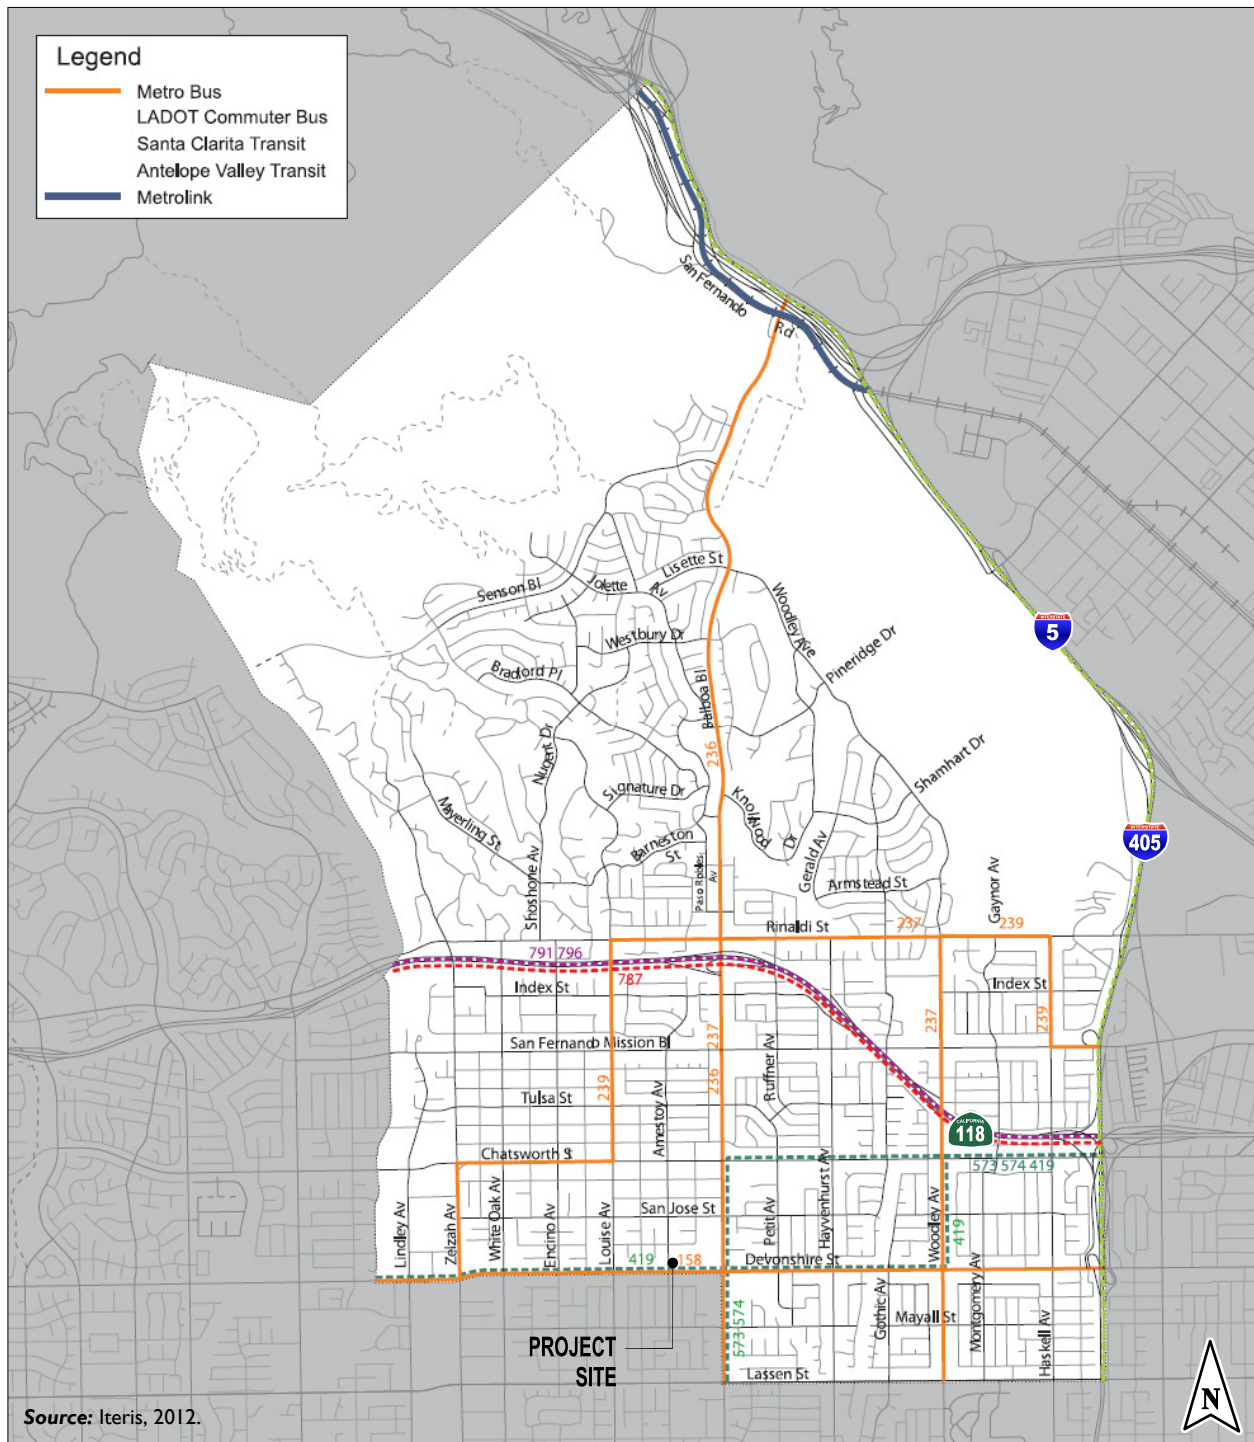 Legend
Metro Bus
LADOT Commuter Bus
Santa Clarita Transit
Antelope Valley Transit
Metrolink
San Fernando
Rd
Lisette St
Senson Bl
Jolette
Av
Woodley Ave
INTERSTATE
5
Westbury Dr
Pineridge Dr
Bradford Pl
Balboa Bl
Nugent Dr
236
Shamhart Dr
Signature Dr
Knollwood
Dr
Mayerling St
INTERSTATE
405
Barneston
St
Gerald Av
Paso Robles
Av
Armstead St
Shoshone Av
Gaynor Av
Rinaldi St
237
239
791 796
787
Index St
Index St
237
239
San Fernando Mission Bl
237
Ruffner Av
239
236
Tulsa St
Amestoy Av
CALIFORNIA
118
Chatsworth St
573 574 419
Lindley Av
Zelzah Av
White Oak Av
Encino Av
Louise Av
San Jose St
Petit Av
Hayvenhurst Av
Woodley Av
419
419
158
Devonshire St
Montgomery Av
573 574
Gothic Av
Mayall St
Haskell Av
PROJECT
SITE
Lassen St
N
Source: Iteris, 2012.